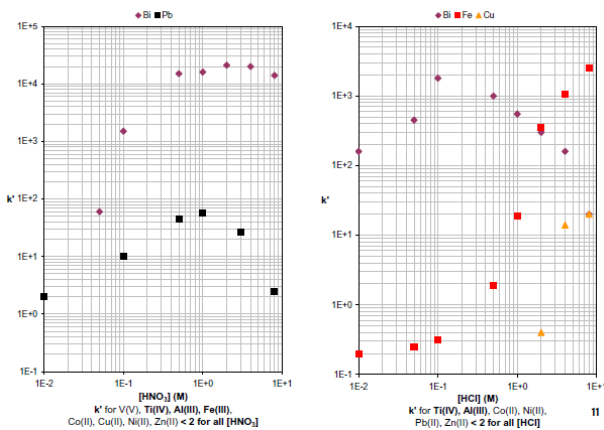 Bi Pb
1E+5
1E+4
1E+3
k'
1E+2
1E+1
1E+0
1E-1
1E-2 1E-1 1E+0 1E+1
[HNO₃] (M)
k' for V(V), Ti(IV), Al(III), Fe(III),
Co(II), Cu(II), Ni(II), Zn(II) < 2 for all [HNO₃]
Bi Fe Cu
1E+4
1E+3
1E+2
k'
1E+1
1E+0
1E-1
1E-2 1E-1 1E+0 1E+1
[HCl] (M)
k' for Ti(IV), Al(III), Co(II), Ni(II),
Pb(II), Zn(II) < 2 for all [HCl]
11